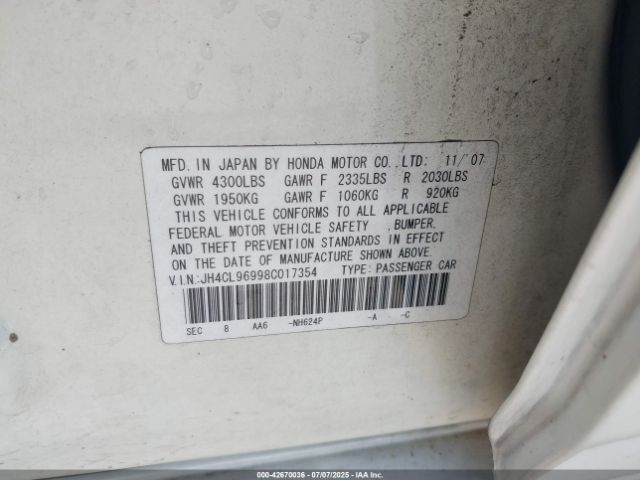 MFD. IN JAPAN BY HONDA MOTOR CO., LTD: 11/'07
GVWR 4300LBS GAWR F 2335LBS R 2030LBS
GVWR 1950KG GAWR F 1060KG R 920KG
THIS VEHICLE CONFORMS TO ALL APPLICABLE
FEDERAL MOTOR VEHICLE SAFETY ,BUMPER,
AND THEFT PREVENTION STANDARDS IN EFFECT
ON THE DATE OF MANUFACTURE SHOWN ABOVE.
V.I.N:JH4CL96998C017354 TYPE: PASSENGER CAR
SEC 8 AA6 -NH624P -A -C
000-42670036 - 07/07/2025 - IAAI.COM